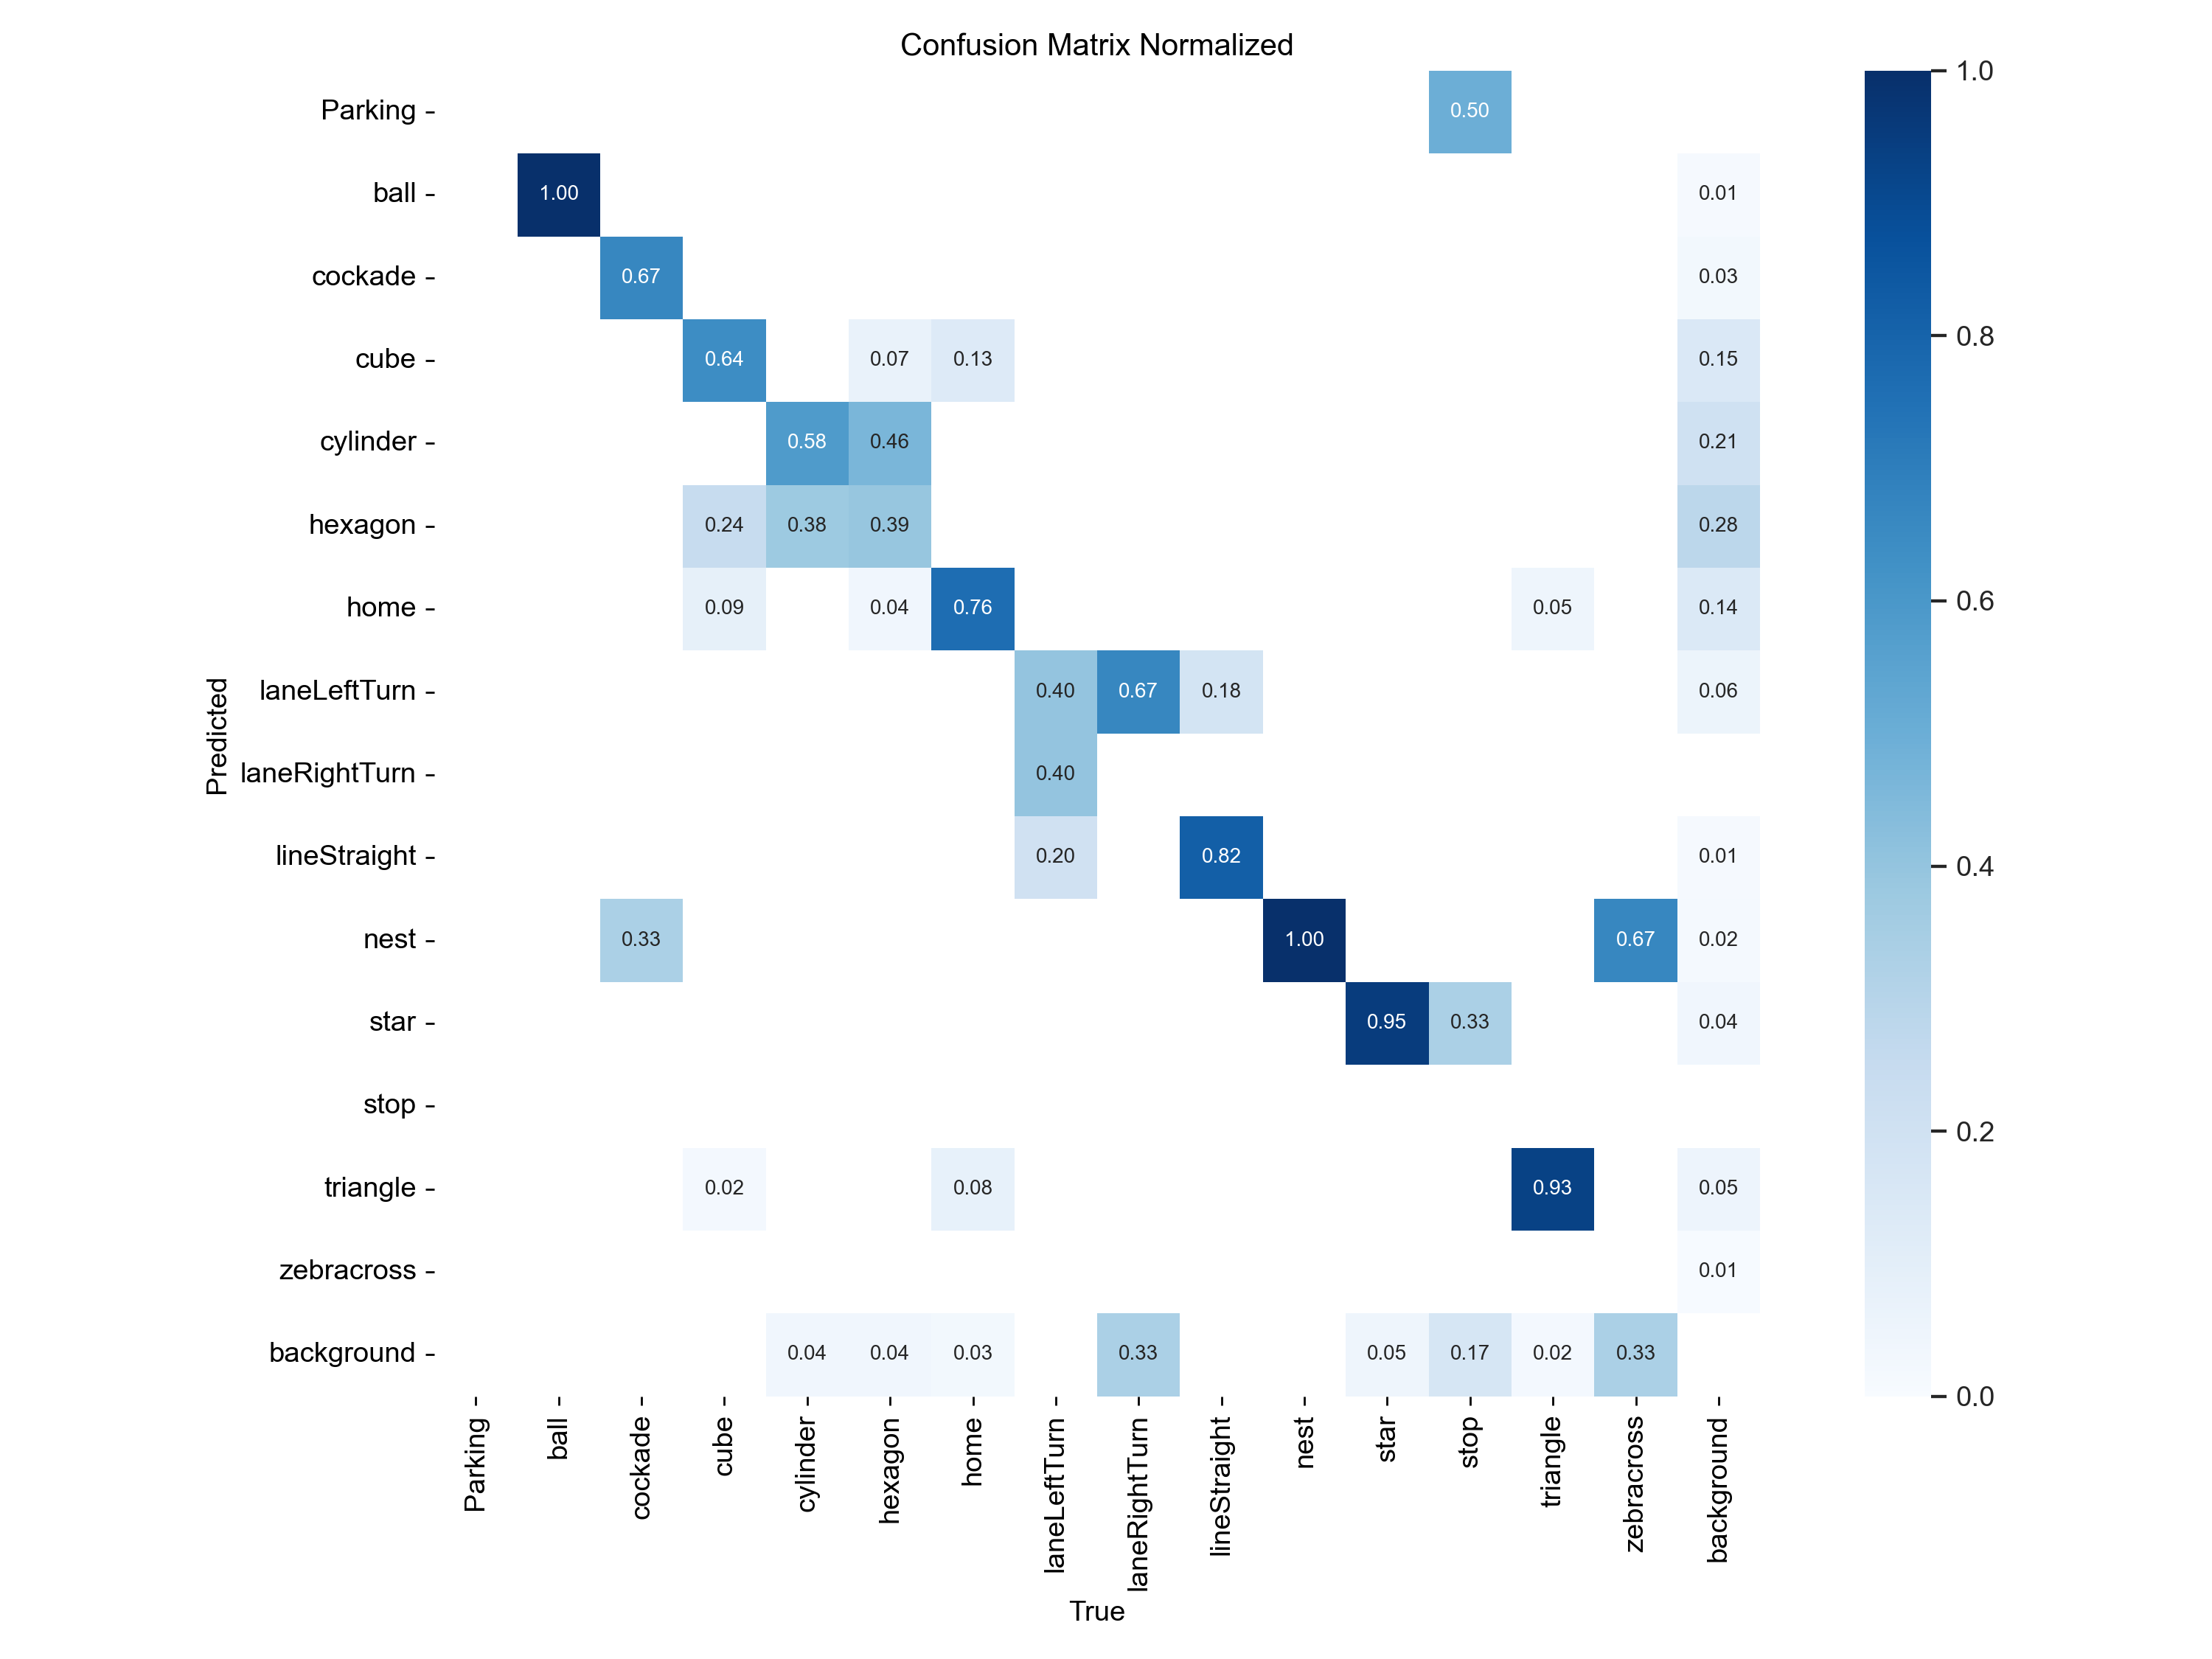 Confusion Matrix Normalized
Parking 0.50 1.0
ball 1.00 0.01
cockade 0.67 0.03
cube 0.64 0.07 0.13 0.15 0.8
cylinder 0.58 0.46 0.21
hexagon 0.24 0.38 0.39 0.28
home 0.09 0.04 0.76 0.05 0.14 0.6
laneLeftTurn 0.40 0.67 0.18 0.06
Predicted
laneRightTurn 0.40
lineStraight 0.20 0.82 0.01 0.4
nest 0.33 1.00 0.67 0.02
star 0.95 0.33 0.04
stop 0.2
triangle 0.02 0.08 0.93 0.05
zebracross 0.01
background 0.04 0.04 0.03 0.33 0.05 0.17 0.02 0.33 0.0
Parking
ball
cockade
cube
cylinder
hexagon
home
laneLeftTurn
laneRightTurn
lineStraight
nest
star
stop
triangle
zebracross
background
True